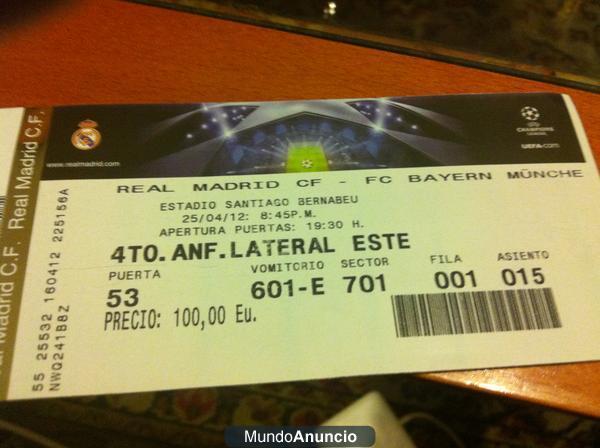 www.realmadrid.com
CHAMPIONS
LEAGUE
UEFA.com
REAL MADRID CF - FC BAYERN MÜNCHE
ESTADIO SANTIAGO BERNABEU
25/04/12: 8:45P.M.
APERTURA PUERTAS: 19:30 H.
4TO. ANF. LATERAL ESTE
PUERTA VOMITORIO SECTOR FILA ASIENTO
53 601-E 701 001 015
PRECIO: 100,00 Eu.
55 25532 160412 225156A
NWQ241B8Z
Real Madrid C.F. Real Madrid C.F.
MundoAnuncio